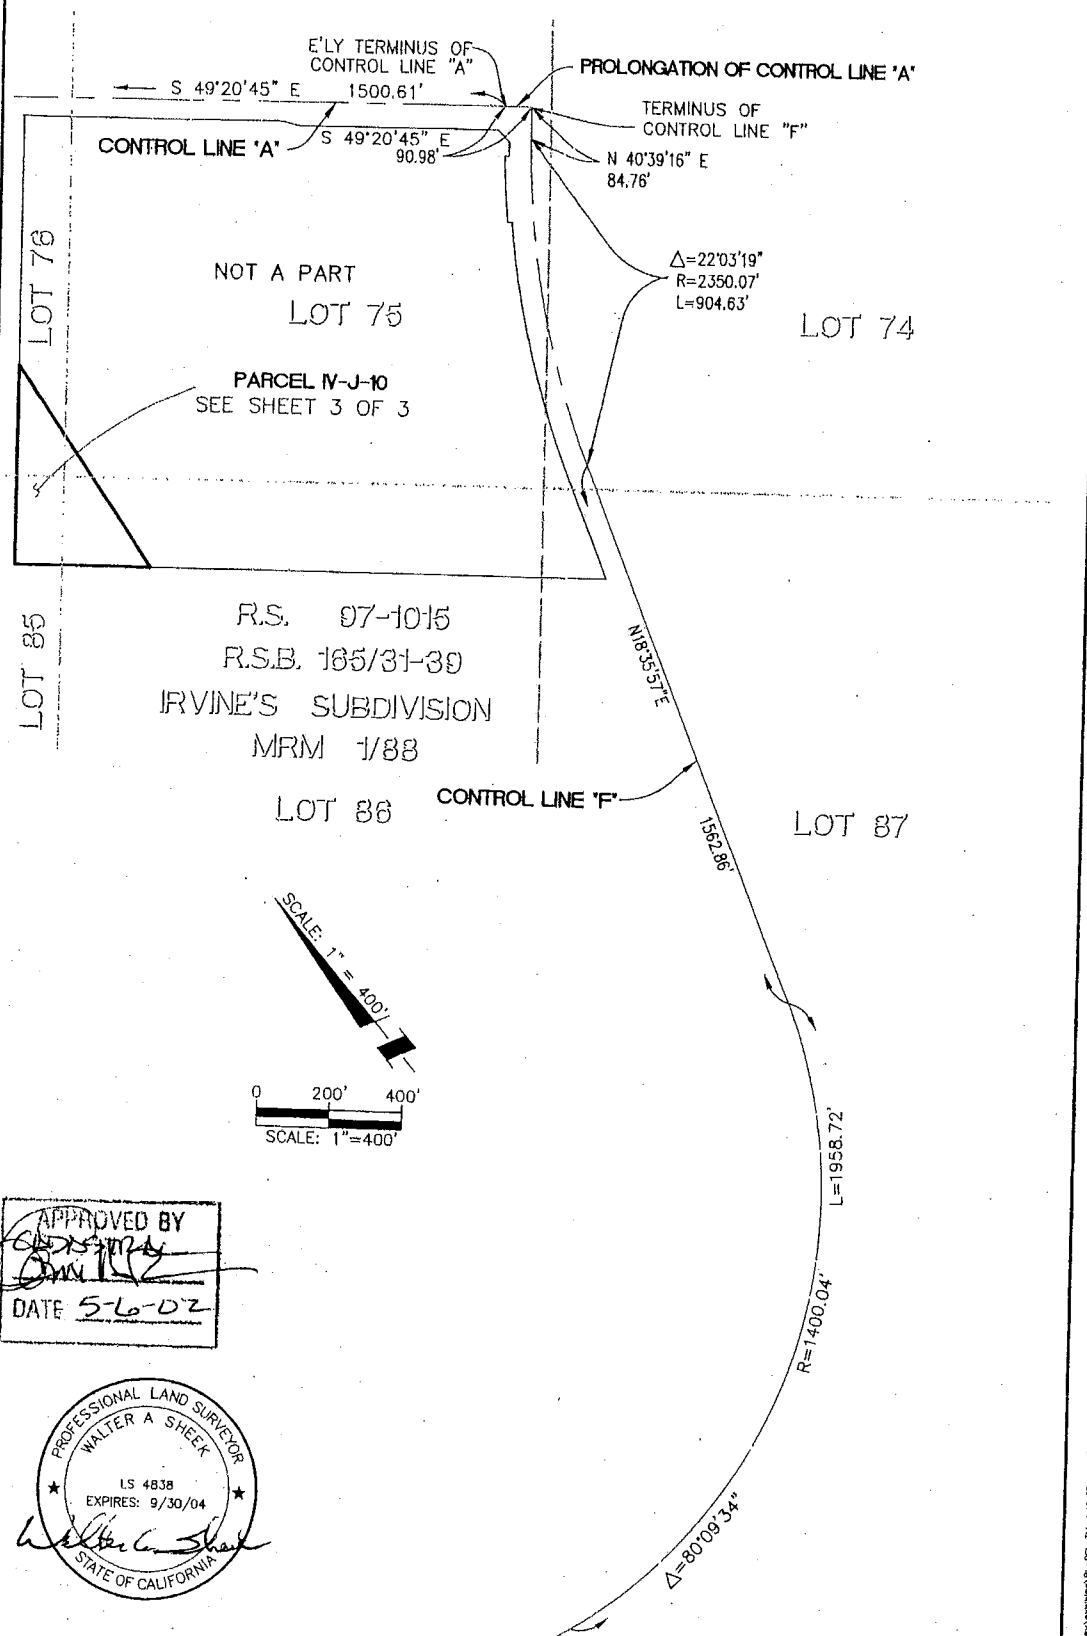 E'LY TERMINUS OF
CONTROL LINE "A"
PROLONGATION OF CONTROL LINE "A"
S 49°20'45" E 1500.61'
TERMINUS OF
CONTROL LINE "F"
CONTROL LINE "A"
S 49°20'45" E
90.98'
N 40°39'16" E
84.76'
LOT 76
NOT A PART
LOT 75
Δ=22°03'19"
R=2350.07'
L=904.63'
LOT 74
PARCEL IV-J-10
SEE SHEET 3 OF 3
LOT 85
R.S. 97-1015
R.S.B. 165/31-39
IRVINE'S SUBDIVISION
MRM 1/88
LOT 86
N18°35'57"E
CONTROL LINE "F"
1562.86'
LOT 87
SCALE: 1" = 400'
0 200' 400'
SCALE: 1"=400'
L=1958.72'
R=1400.04'
Δ=80°09'34"
APPROVED BY
DATE 5-6-02
PROFESSIONAL LAND SURVEYOR
WALTER A SHEEK
LS 4838
EXPIRES: 9/30/04
Walter A. Sheek
STATE OF CALIFORNIA